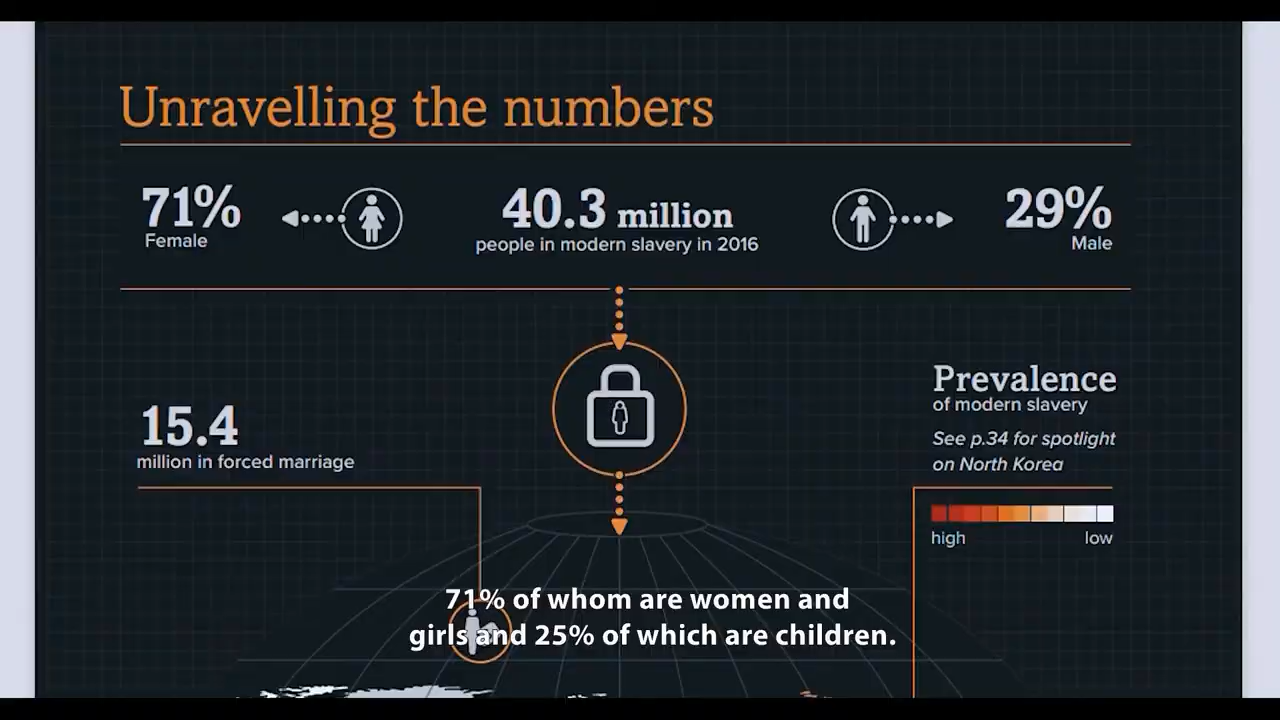 Unravelling the numbers
71%
Female
40.3 million
people in modern slavery in 2016
29%
Male
15.4
million in forced marriage
Prevalence
of modern slavery
See p.34 for spotlight
on North Korea
high
low
71% of whom are women and
girls and 25% of which are children.